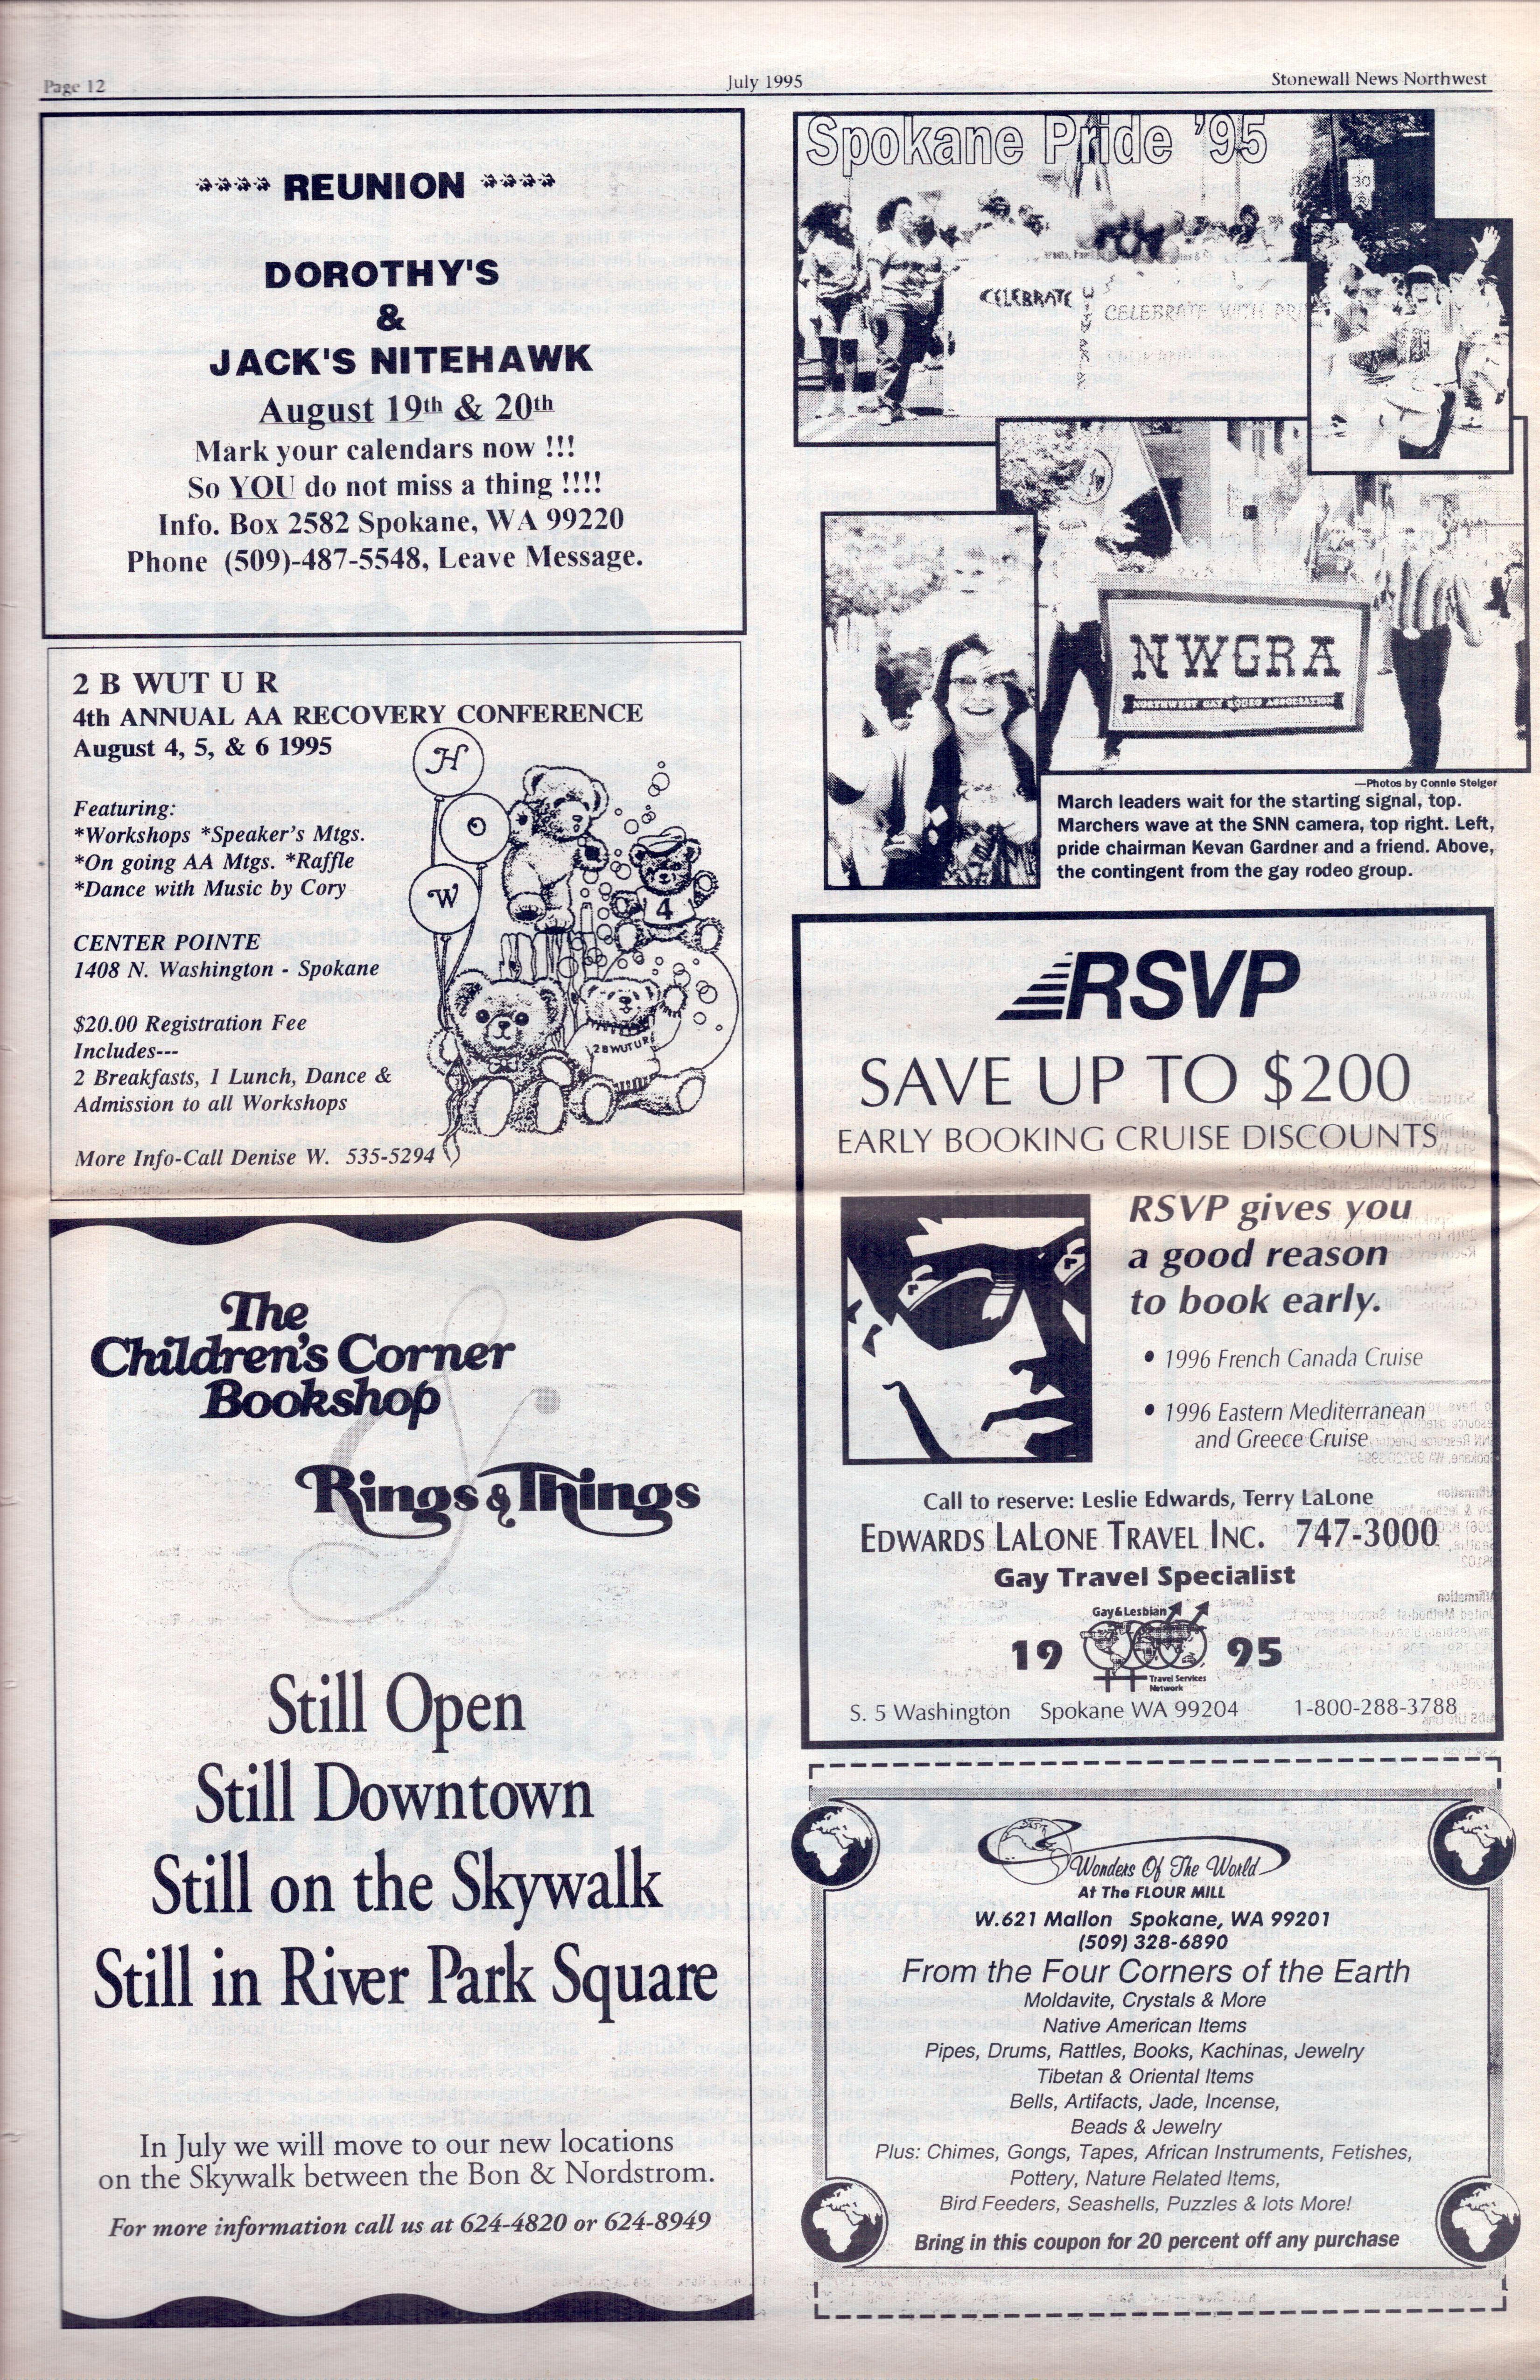 Page 12
July 1995
Stonewall News Northwest
REUNION
DOROTHY'S
&
JACK'S NITEHAWK
August 19th & 20th
Mark your calendars now !!!
So YOU do not miss a thing !!!!
Info. Box 2582 Spokane, WA 99220
Phone (509)-487-5548, Leave Message.
2 B WUT U R
4th ANNUAL AA RECOVERY CONFERENCE
August 4, 5, & 6 1995
Featuring:
*Workshops *Speaker's Mtgs.
*On going AA Mtgs. *Raffle
*Dance with Music by Cory
CENTER POINTE
1408 N. Washington - Spokane
$20.00 Registration Fee
Includes---
2 Breakfasts, 1 Lunch, Dance &
Admission to all Workshops
More Info-Call Denise W. 535-5294
H
O
W
4
2BWUTUR
The
Children's Corner
Bookshop
&
Rings & Things
Still Open
Still Downtown
Still on the Skywalk
Still in River Park Square
In July we will move to our new locations
on the Skywalk between the Bon & Nordstrom.
For more information call us at 624-4820 or 624-8949
Spokane Pride '95
30
CELEBRATE
CELEBRATE WITH PRI
NWGRA
NORTHWEST GAY RODEO ASSOCIATION
—Photos by Connie Steiger
March leaders wait for the starting signal, top.
Marchers wave at the SNN camera, top right. Left,
pride chairman Kevan Gardner and a friend. Above,
the contingent from the gay rodeo group.
RSVP
SAVE UP TO $200
EARLY BOOKING CRUISE DISCOUNTS
RSVP gives you
a good reason
to book early.
• 1996 French Canada Cruise
• 1996 Eastern Mediterranean
and Greece Cruise
Call to reserve: Leslie Edwards, Terry LaLone
EDWARDS LALONE TRAVEL INC. 747-3000
Gay Travel Specialist
Gay & Lesbian
19 95
Travel Services
Network
S. 5 Washington Spokane WA 99204 1-800-288-3788
Wonders Of The World
At The FLOUR MILL
W.621 Mallon Spokane, WA 99201
(509) 328-6890
From the Four Corners of the Earth
Moldavite, Crystals & More
Native American Items
Pipes, Drums, Rattles, Books, Kachinas, Jewelry
Tibetan & Oriental Items
Bells, Artifacts, Jade, Incense,
Beads & Jewelry
Plus: Chimes, Gongs, Tapes, African Instruments, Fetishes,
Pottery, Nature Related Items,
Bird Feeders, Seashells, Puzzles & lots More!
Bring in this coupon for 20 percent off any purchase